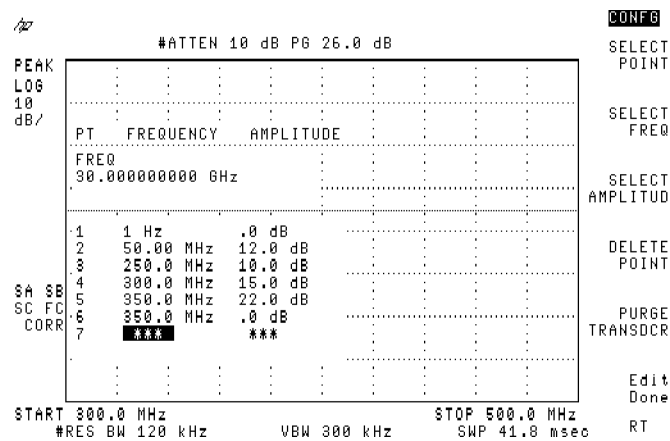 hp
CONFG
#ATTEN 10 dB PG 26.0 dB
SELECT
POINT
PEAK
LOG
10
dB/
SELECT
FREQ
PT FREQUENCY AMPLITUDE
FREQ
30.000000000 GHz
SELECT
AMPLITUD
1 1 Hz .0 dB
2 50.00 MHz 12.0 dB
3 250.0 MHz 10.0 dB
4 300.0 MHz 15.0 dB
5 350.0 MHz 22.0 dB
6 350.0 MHz .0 dB
7 *** ***
DELETE
POINT
SA SB
SC FC
CORR
PURGE
TRANSDCR
Edit
Done
START 300.0 MHz STOP 500.0 MHz
#RES BW 120 kHz VBW 300 kHz SWP 41.8 msec
RT